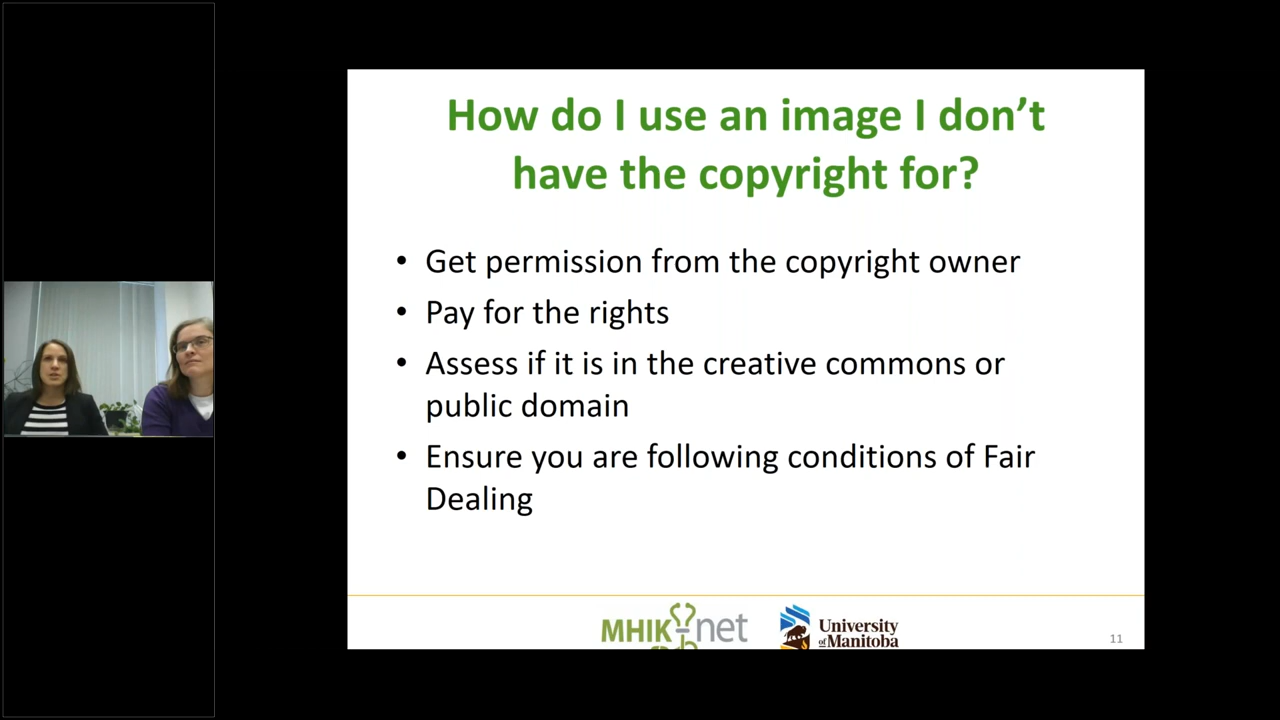 How do I use an image I don’t
have the copyright for?
• Get permission from the copyright owner
• Pay for the rights
• Assess if it is in the creative commons or
public domain
• Ensure you are following conditions of Fair
Dealing
MHIK-net
University
of Manitoba
11